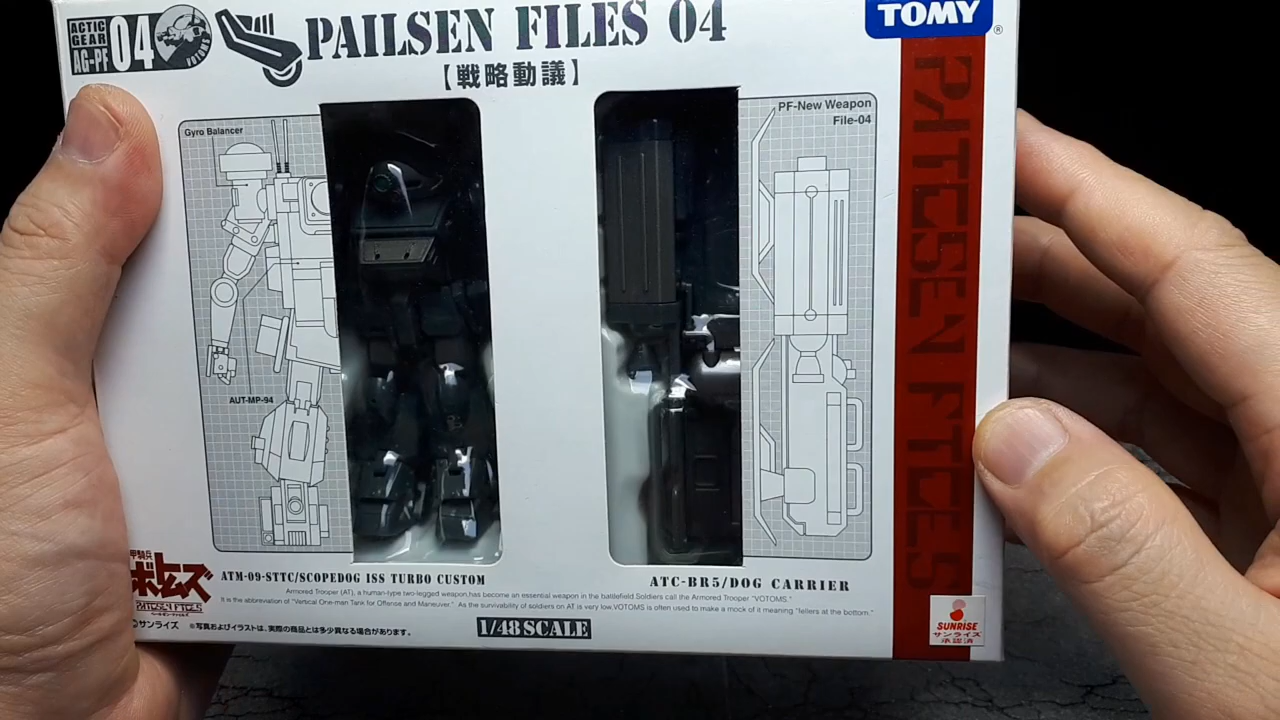 ACTIC
GEAR
AG-PF
04
VOTOMS
PAILSEN FILES 04
TOMY
®
【戦略動議】
Gyro Balancer
PF-New Weapon
File-04
PAILSEN FILES
AUT-MP-94
甲騎兵
ボトムズ
PAILSEN FILES
ATM-09-STTC/SCOPEDOG ISS TURBO CUSTOM
ATC-BR5/DOG CARRIER
Armored Trooper (AT), a human-type two-legged weapon,has become an essential weapon in the battlefield.Soldiers call the Armored Trooper "VOTOMS."
It is the abbreviation of "Vertical One-man Tank for Offense and Maneuver". As the survivability of soldiers on AT is very low,VOTOMS is often used to make a mock of it meaning "fellers at the bottom."
©サンライズ ※写真およびイラストは、実際の商品とは多少異なる場合があります。
1/48 SCALE
SUNRISE
サンライズ
承認済